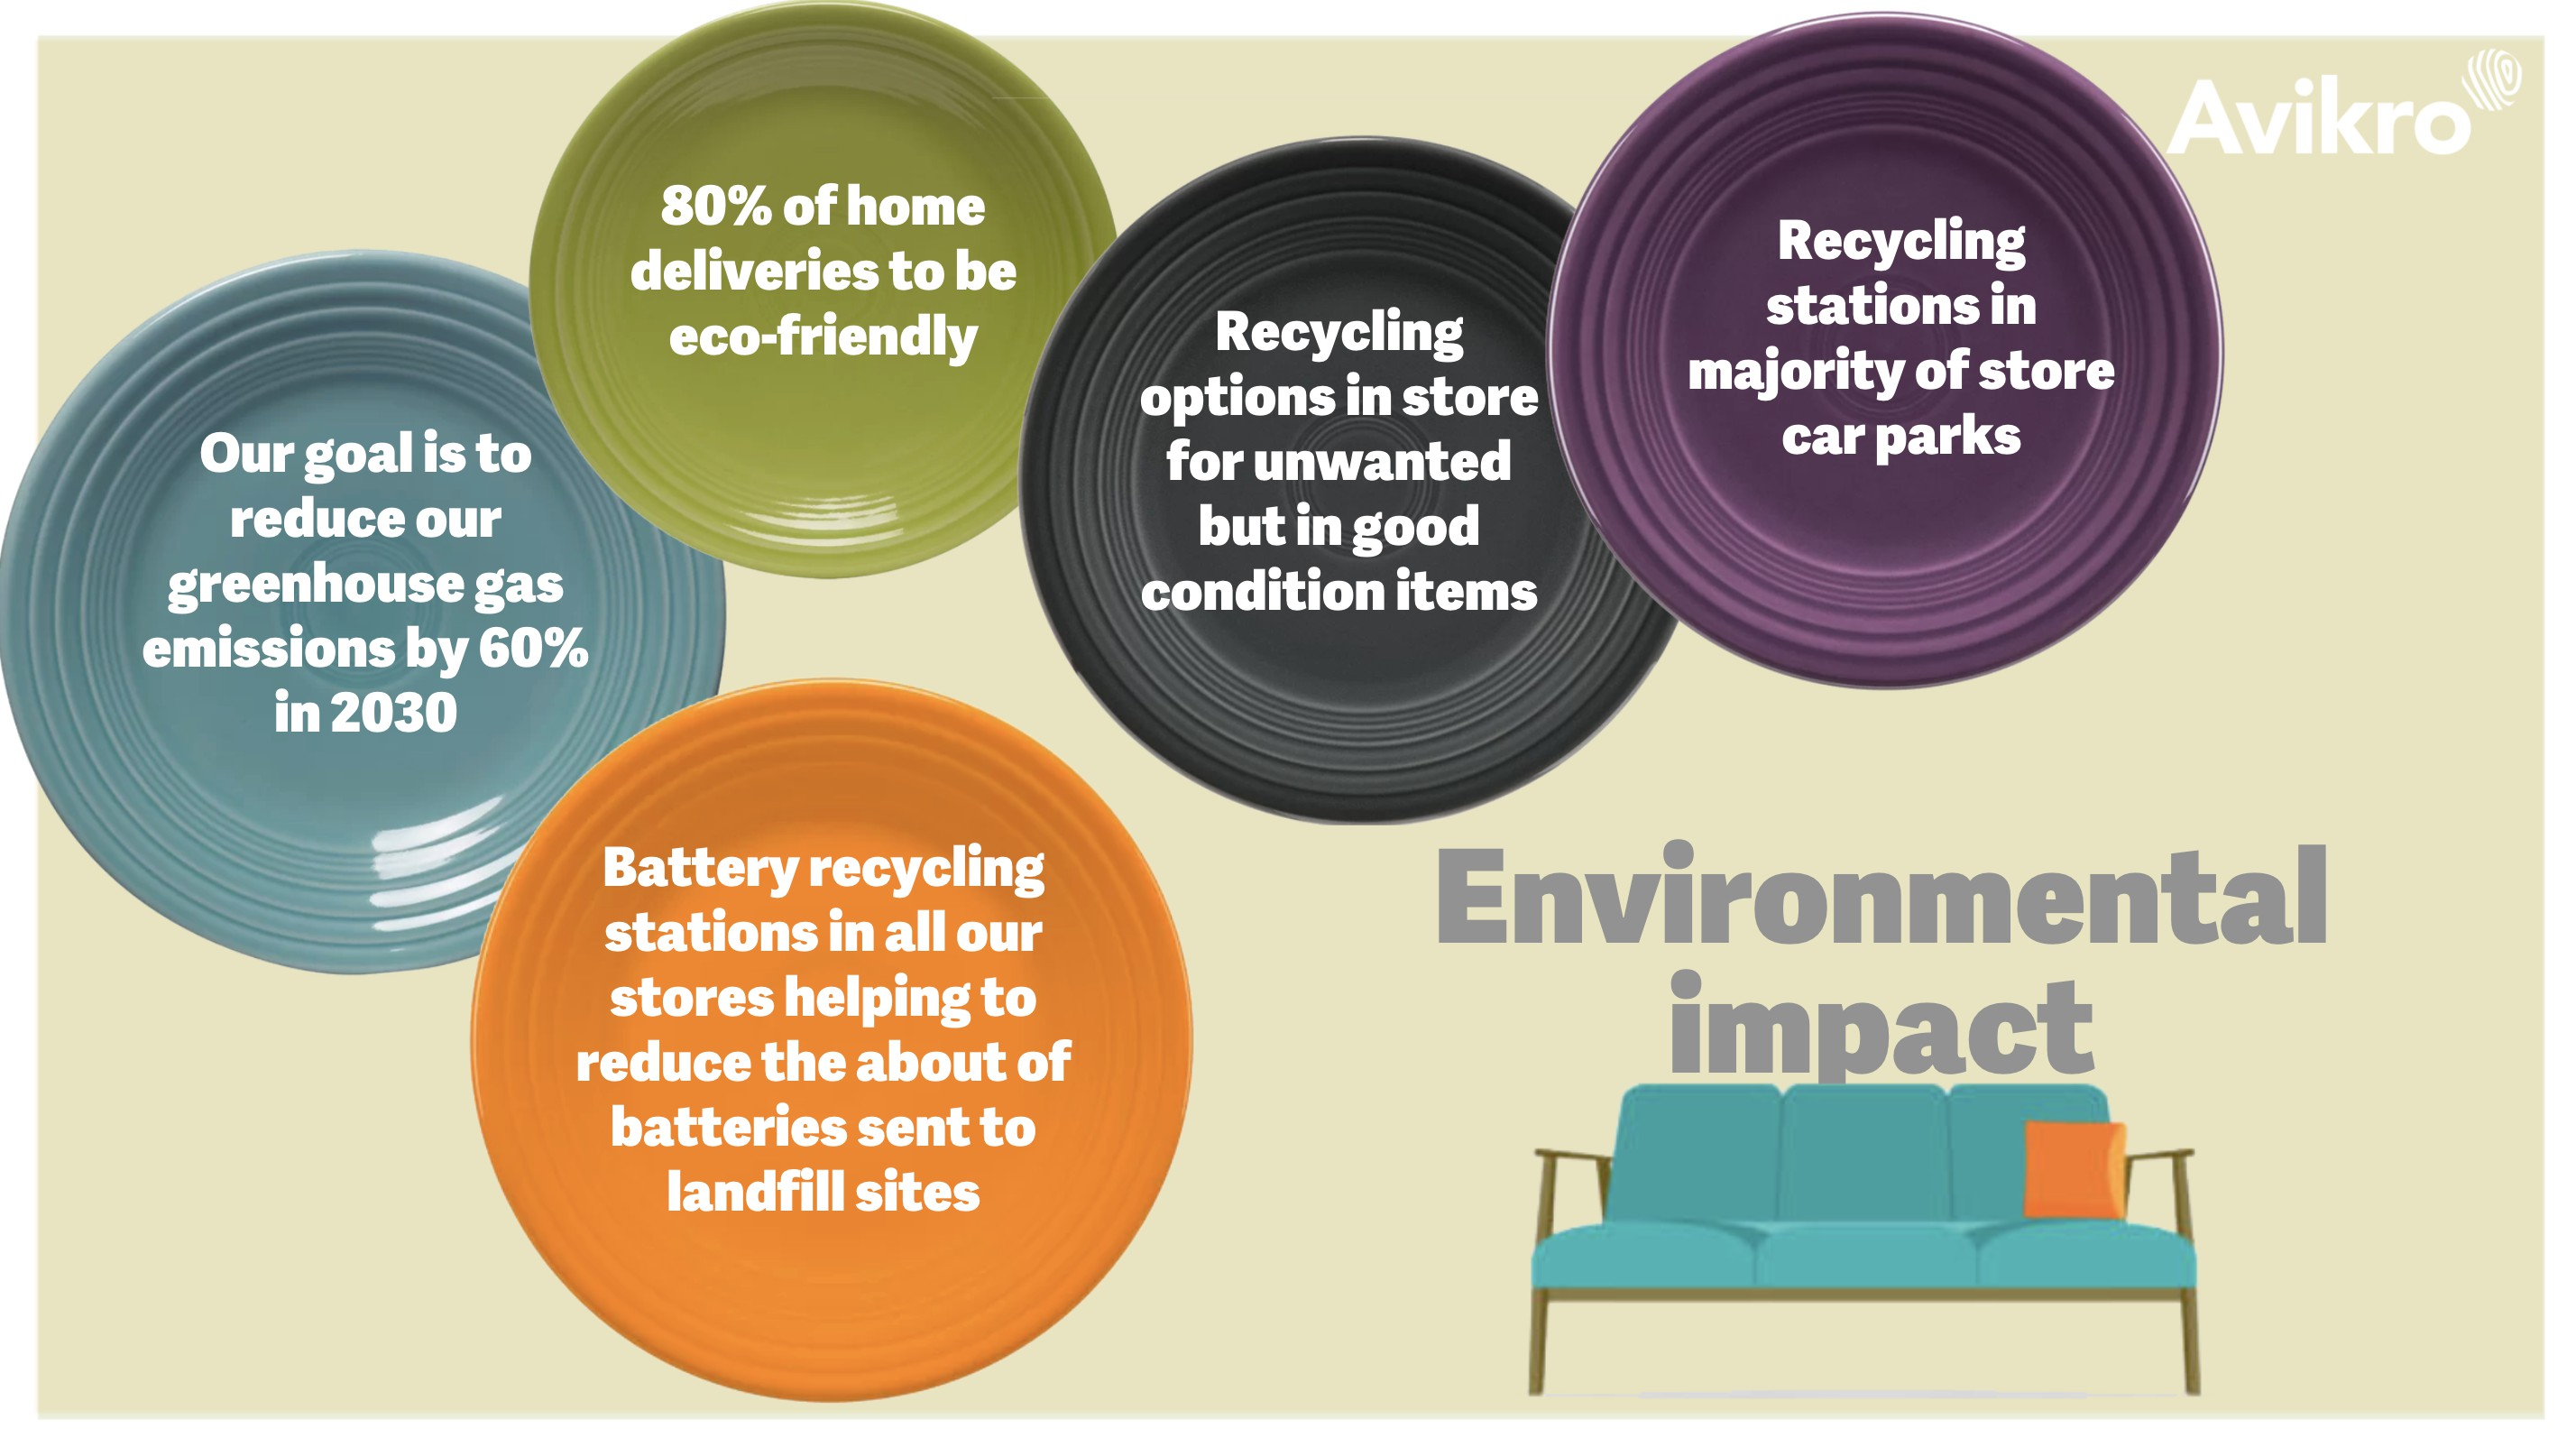 Avikro
80% of home
deliveries to be
eco-friendly
Recycling
stations in
majority of store
car parks
Recycling
options in store
for unwanted
but in good
condition items
Our goal is to
reduce our
greenhouse gas
emissions by 60%
in 2030
Battery recycling
stations in all our
stores helping to
reduce the about of
batteries sent to
landfill sites
Environmental
impact